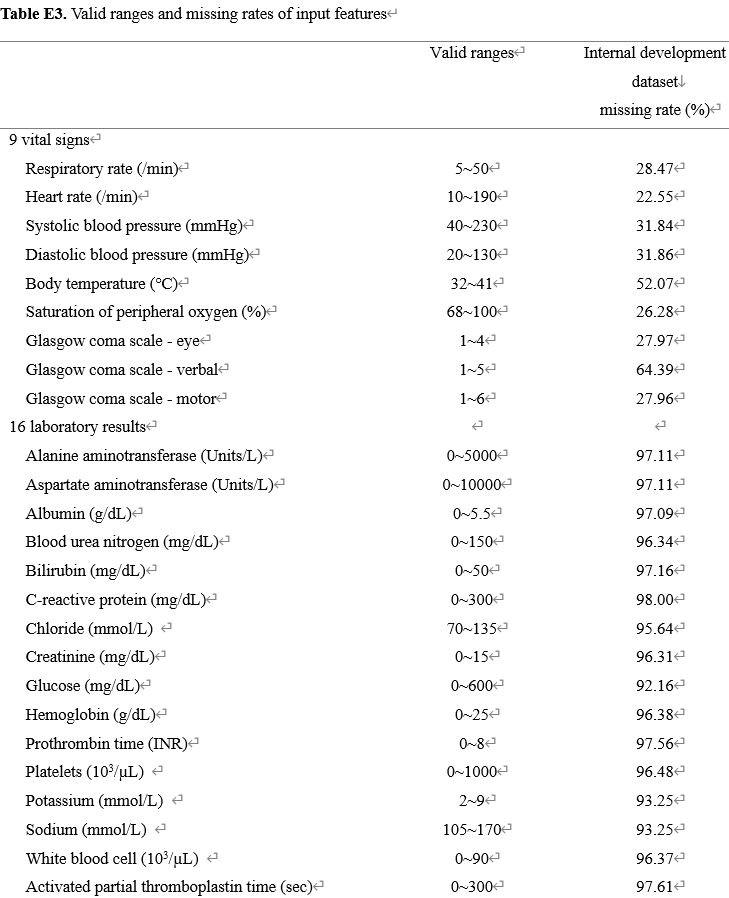 Table E3. Valid ranges and missing rates of input features↵
Valid ranges↵ Internal development
dataset↓
missing rate (%)↵
9 vital signs↵
Respiratory rate (/min)↵ 5~50↵ 28.47↵
Heart rate (/min)↵ 10~190↵ 22.55↵
Systolic blood pressure (mmHg)↵ 40~230↵ 31.84↵
Diastolic blood pressure (mmHg)↵ 20~130↵ 31.86↵
Body temperature (°C)↵ 32~41↵ 52.07↵
Saturation of peripheral oxygen (%)↵ 68~100↵ 26.28↵
Glasgow coma scale - eye↵ 1~4↵ 27.97↵
Glasgow coma scale - verbal↵ 1~5↵ 64.39↵
Glasgow coma scale - motor↵ 1~6↵ 27.96↵
16 laboratory results↵ ↵ ↵
Alanine aminotransferase (Units/L)↵ 0~5000↵ 97.11↵
Aspartate aminotransferase (Units/L)↵ 0~10000↵ 97.11↵
Albumin (g/dL)↵ 0~5.5↵ 97.09↵
Blood urea nitrogen (mg/dL)↵ 0~150↵ 96.34↵
Bilirubin (mg/dL)↵ 0~50↵ 97.16↵
C-reactive protein (mg/dL)↵ 0~300↵ 98.00↵
Chloride (mmol/L) ↵ 70~135↵ 95.64↵
Creatinine (mg/dL)↵ 0~15↵ 96.31↵
Glucose (mg/dL)↵ 0~600↵ 92.16↵
Hemoglobin (g/dL)↵ 0~25↵ 96.38↵
Prothrombin time (INR)↵ 0~8↵ 97.56↵
Platelets (10³/μL) ↵ 0~1000↵ 96.48↵
Potassium (mmol/L) ↵ 2~9↵ 93.25↵
Sodium (mmol/L) ↵ 105~170↵ 93.25↵
White blood cell (10³/μL) ↵ 0~90↵ 96.37↵
Activated partial thromboplastin time (sec)↵ 0~300↵ 97.61↵